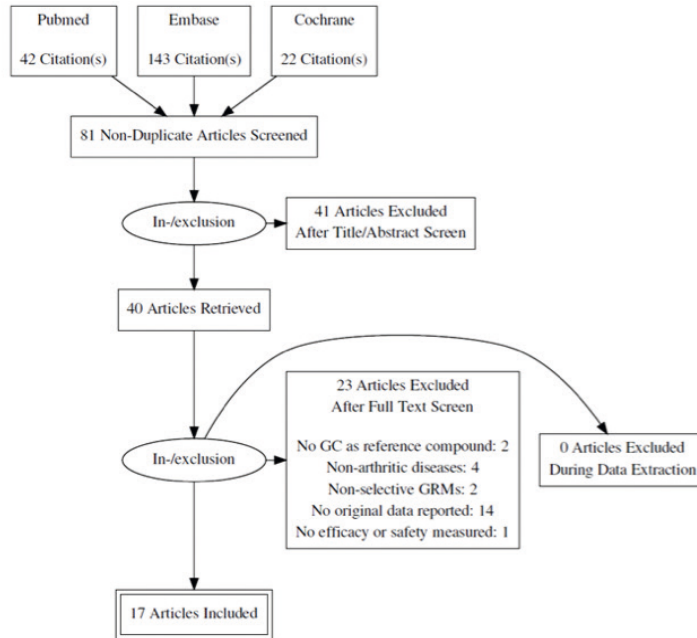 Pubmed
42 Citation(s)
Embase
143 Citation(s)
Cochrane
22 Citation(s)
81 Non-Duplicate Articles Screened
In-/exclusion
41 Articles Excluded
After Title/Abstract Screen
40 Articles Retrieved
In-/exclusion
23 Articles Excluded
After Full Text Screen
No GC as reference compound: 2
Non-arthritic diseases: 4
Non-selective GRMs: 2
No original data reported: 14
No efficacy or safety measured: 1
0 Articles Excluded
During Data Extraction
17 Articles Included